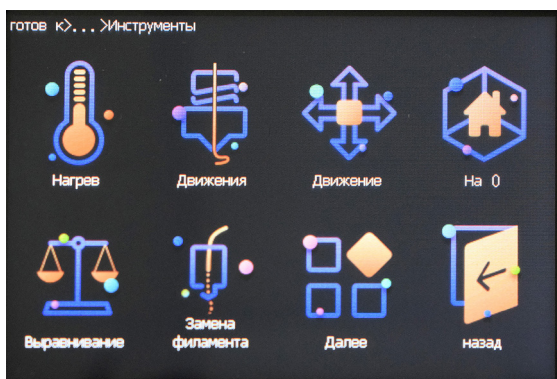 готов к>...>Инструменты
Нагрев
Движения
Движение
На 0
Выравнивание
Замена
филамента
Далее
назад